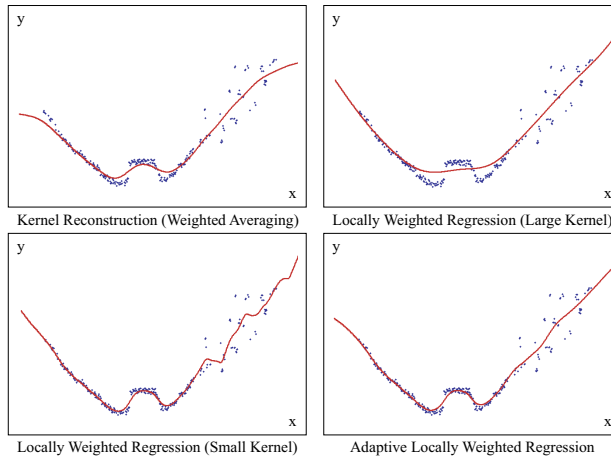 y
x
Kernel Reconstruction (Weighted Averaging)
y
x
Locally Weighted Regression (Large Kernel)
y
x
Locally Weighted Regression (Small Kernel)
y
x
Adaptive Locally Weighted Regression